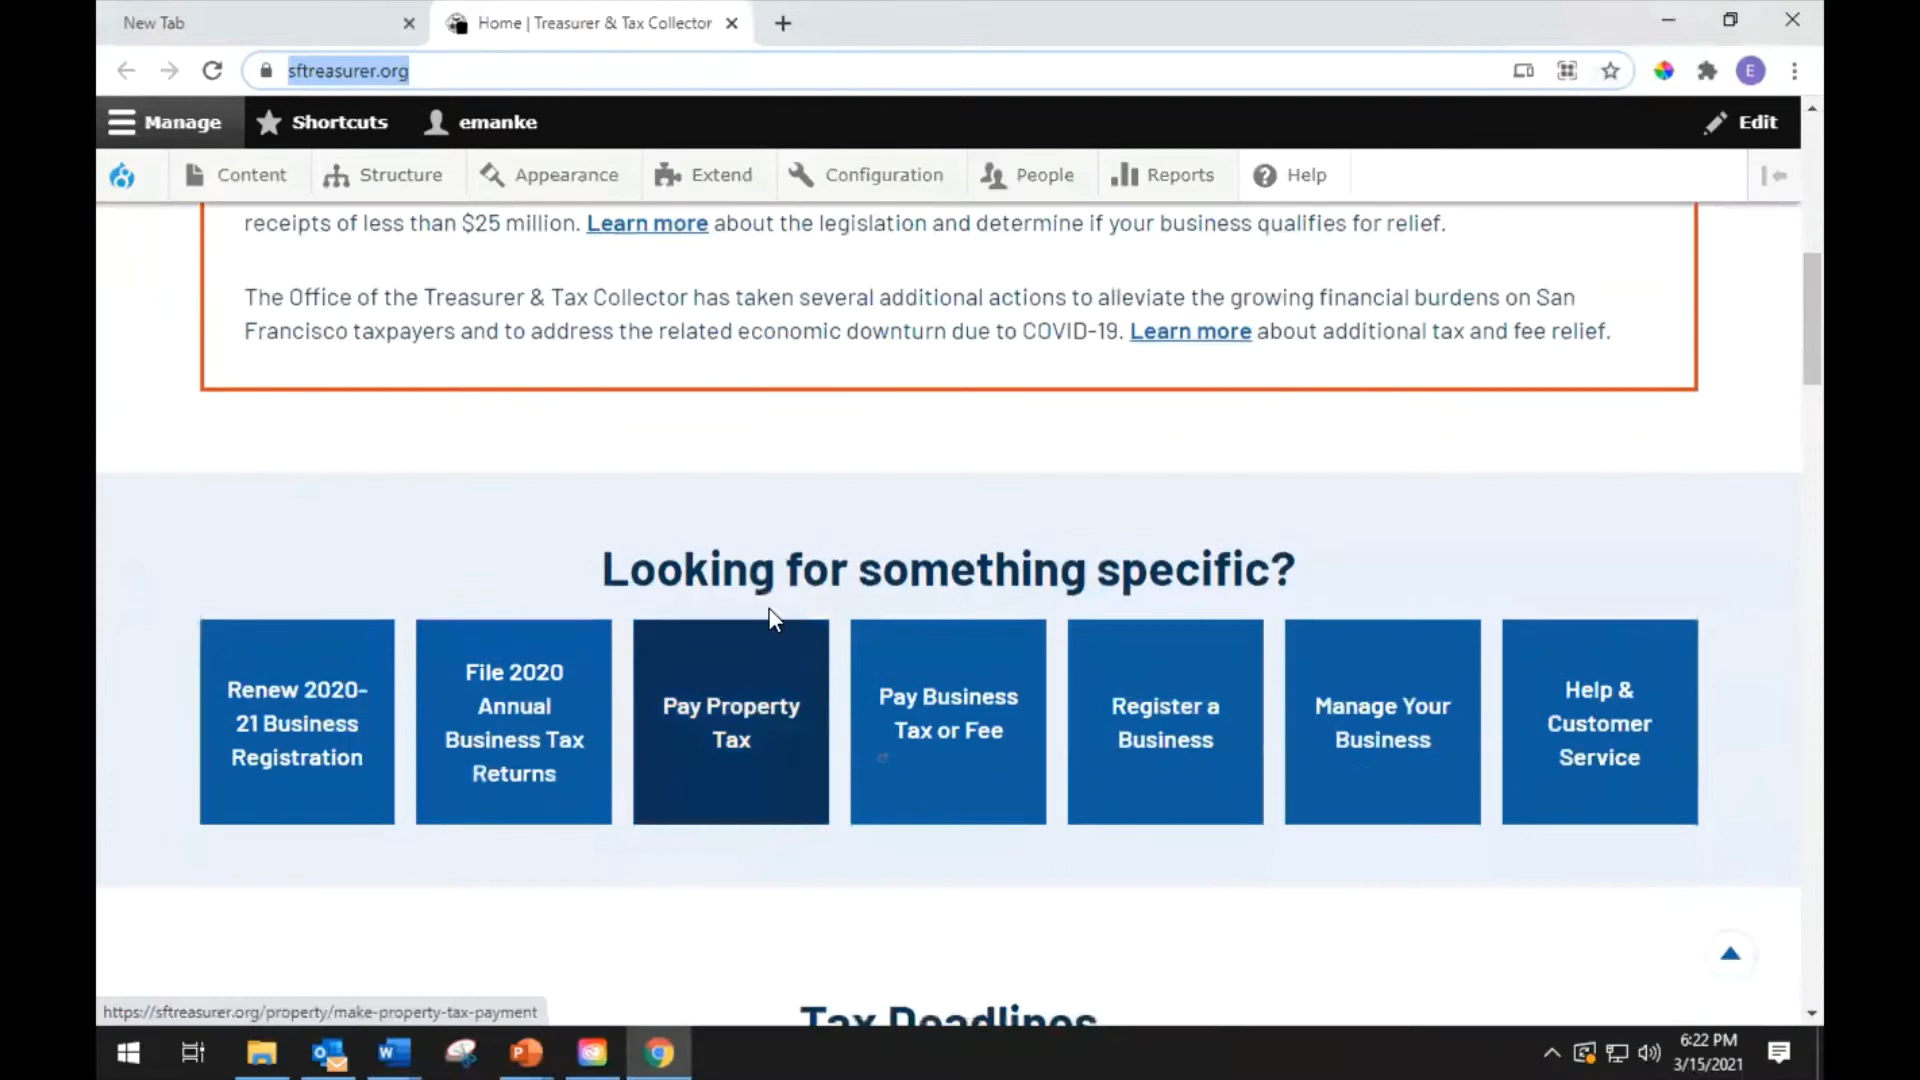 New Tab
Home | Treasurer & Tax Collector
sftreasurer.org
E
Manage
Shortcuts
emanke
Edit
Content
Structure
Appearance
Extend
Configuration
People
Reports
Help
receipts of less than $25 million. Learn more about the legislation and determine if your business qualifies for relief.
The Office of the Treasurer & Tax Collector has taken several additional actions to alleviate the growing financial burdens on San
Francisco taxpayers and to address the related economic downturn due to COVID-19. Learn more about additional tax and fee relief.
Looking for something specific?
Renew 2020-
21 Business
Registration
File 2020
Annual
Business Tax
Returns
Pay Property
Tax
Pay Business
Tax or Fee
Register a
Business
Manage Your
Business
Help &
Customer
Service
Tax Deadlines
https://sftreasurer.org/property/make-property-tax-payment
6:22 PM
3/15/2021